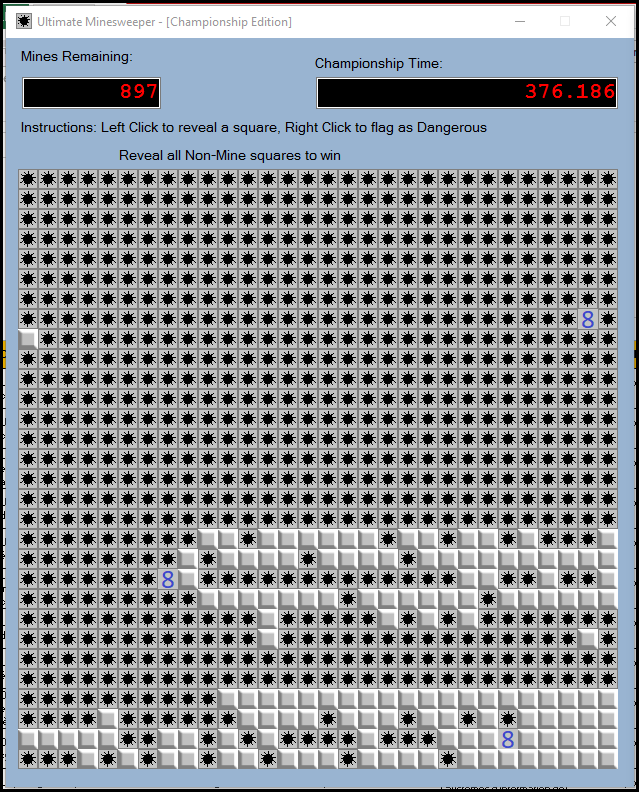 Ultimate Minesweeper - [Championship Edition]
Mines Remaining:
Championship Time:
897
376.186
Instructions: Left Click to reveal a square, Right Click to flag as Dangerous
Reveal all Non-Mine squares to win
8
8
8